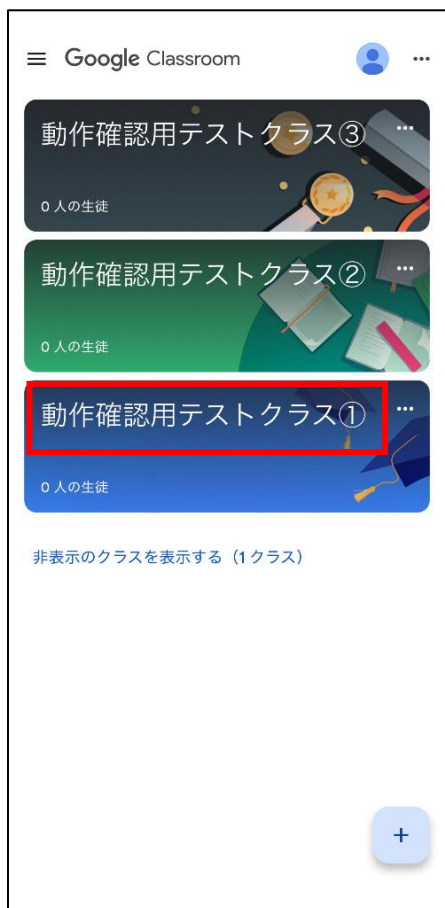 Google Classroom
動作確認用テストクラス③
0 人の生徒
動作確認用テストクラス②
0 人の生徒
動作確認用テストクラス①
0 人の生徒
非表示のクラスを表示する（1 クラス）